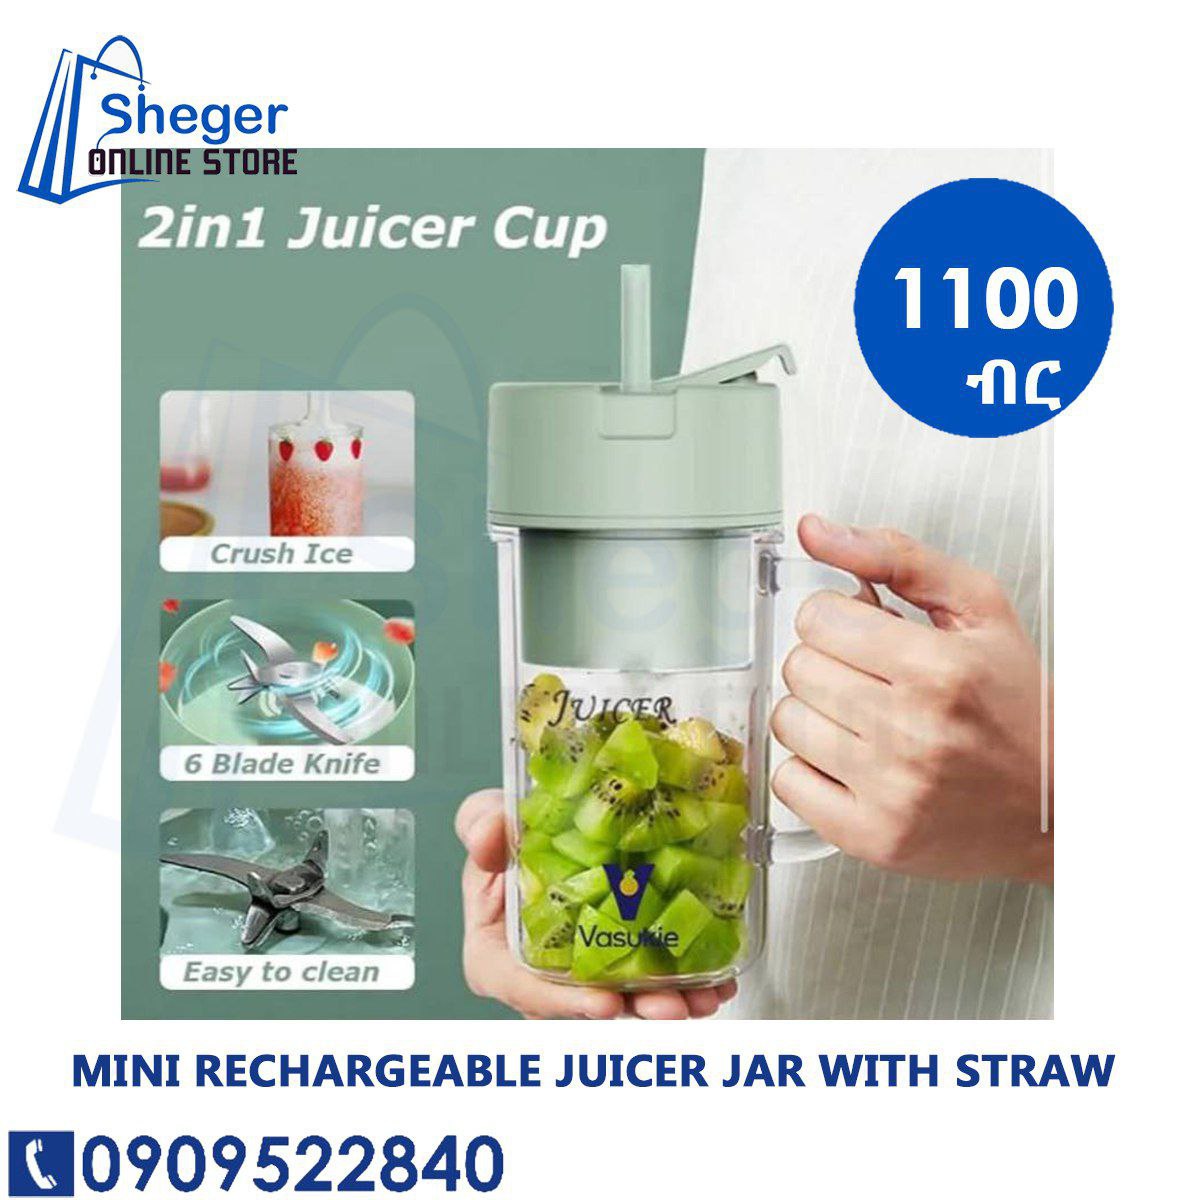 Sheger
ONLINE STORE
2in1 Juicer Cup
1100
ብር
Crush Ice
6 Blade Knife
Easy to clean
JUICER
Vasukie
MINI RECHARGEABLE JUICER JAR WITH STRAW
0909522840